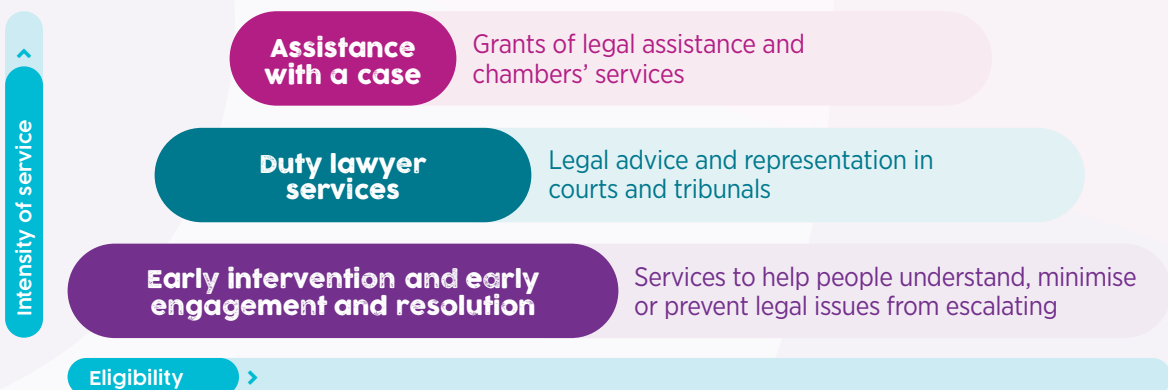 Assistance
with a case
Grants of legal assistance and
chambers’ services
Duty lawyer
services
Legal advice and representation in
courts and tribunals
Early intervention and early
engagement and resolution
Services to help people understand, minimise
or prevent legal issues from escalating
Intensity of service
Eligibility